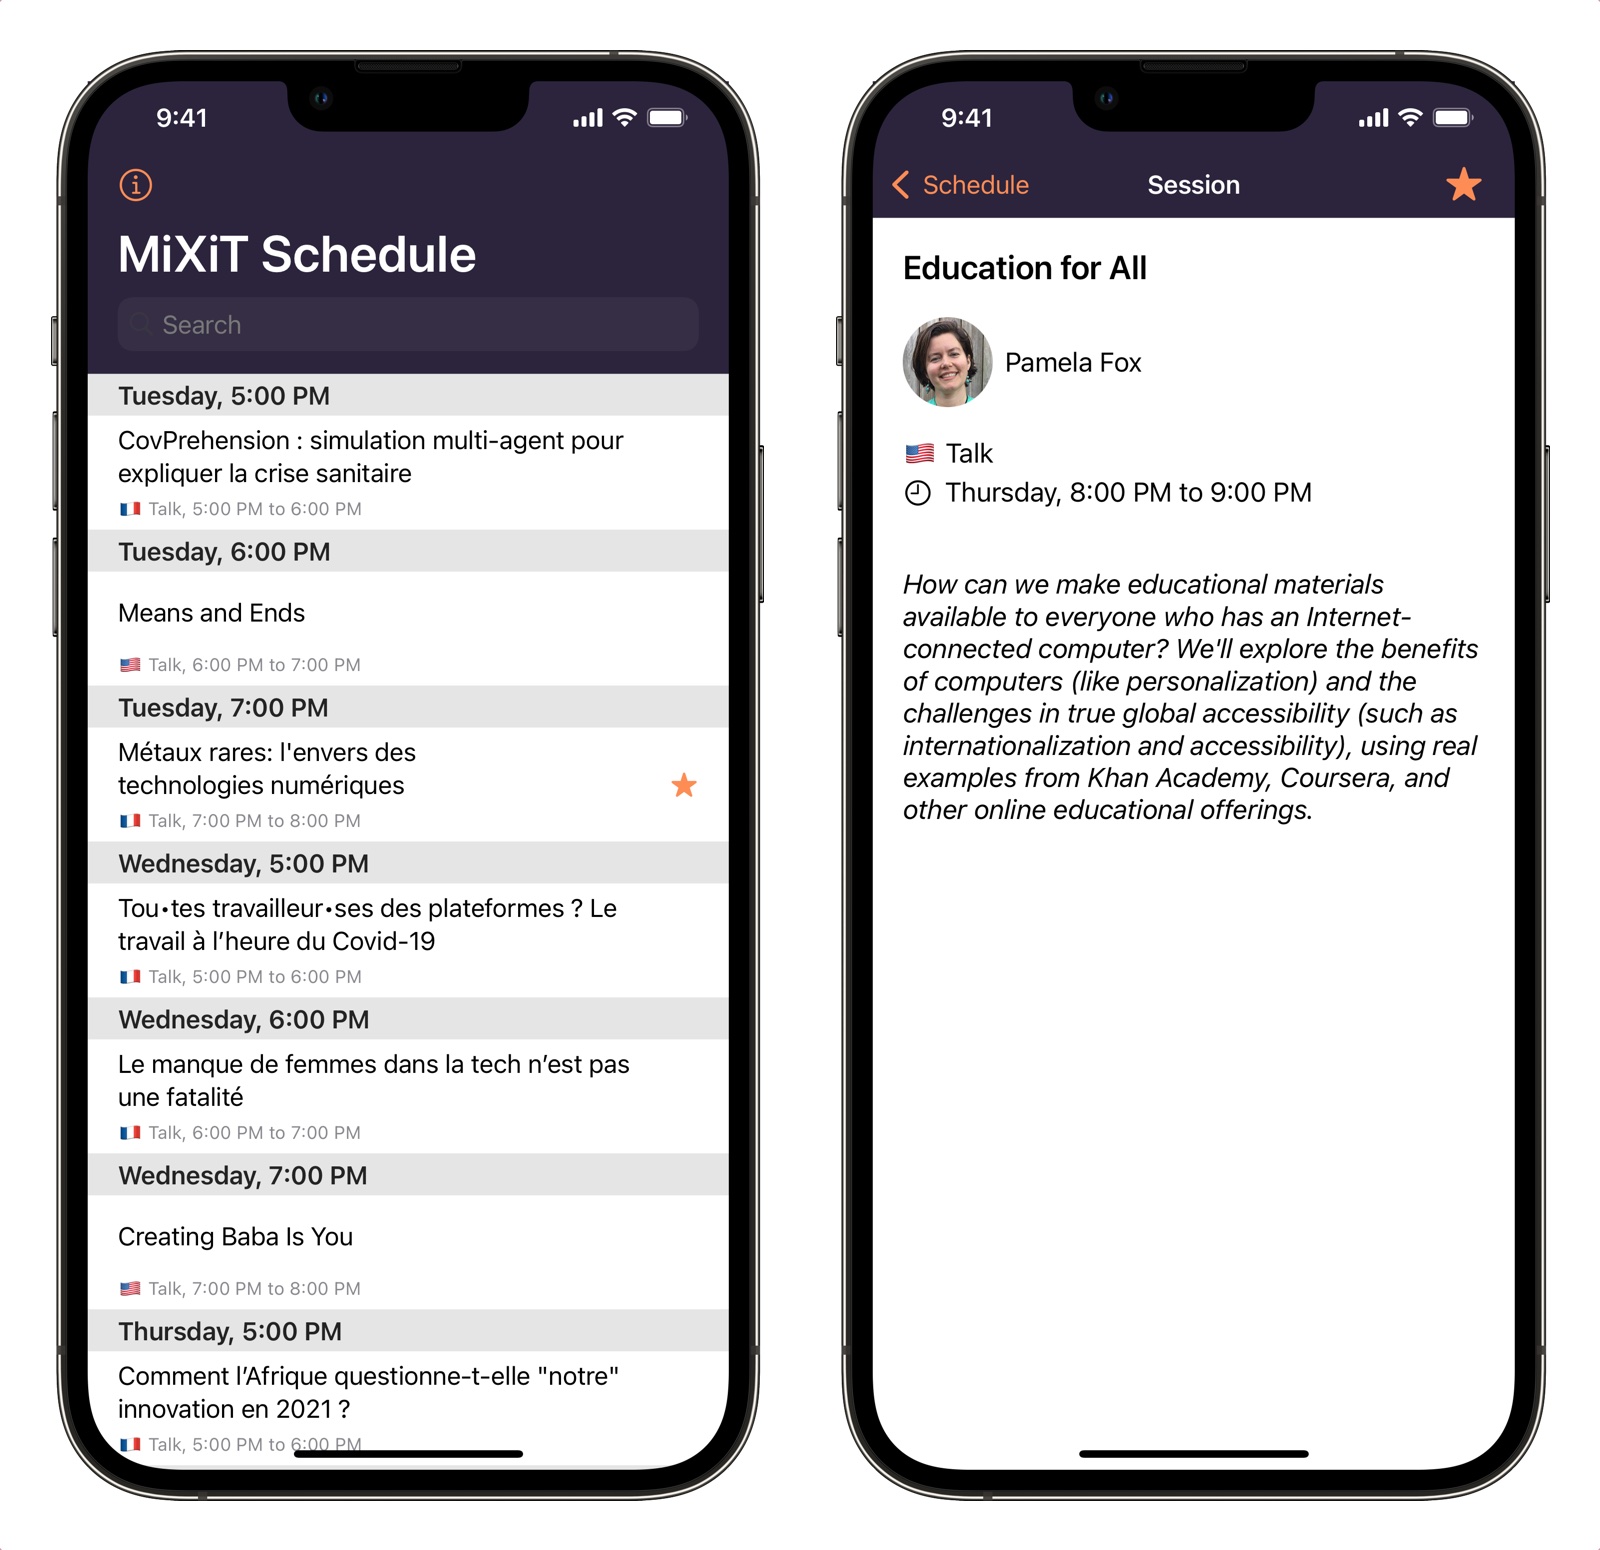 9:41
MiXiT Schedule
Search
Tuesday, 5:00 PM
CovPrehension : simulation multi-agent pour
expliquer la crise sanitaire
🇫🇷 Talk, 5:00 PM to 6:00 PM
Tuesday, 6:00 PM
Means and Ends
🇺🇸 Talk, 6:00 PM to 7:00 PM
Tuesday, 7:00 PM
Métaux rares: l'envers des
technologies numériques
🇫🇷 Talk, 7:00 PM to 8:00 PM
Wednesday, 5:00 PM
Tou•tes travailleur•ses des plateformes ? Le
travail à l’heure du Covid-19
🇫🇷 Talk, 5:00 PM to 6:00 PM
Wednesday, 6:00 PM
Le manque de femmes dans la tech n’est pas
une fatalité
🇫🇷 Talk, 6:00 PM to 7:00 PM
Wednesday, 7:00 PM
Creating Baba Is You
🇺🇸 Talk, 7:00 PM to 8:00 PM
Thursday, 5:00 PM
Comment l’Afrique questionne-t-elle "notre"
innovation en 2021 ?
🇫🇷 Talk, 5:00 PM to 6:00 PM
9:41
Schedule Session
Education for All
Pamela Fox
🇺🇸 Talk
Thursday, 8:00 PM to 9:00 PM
How can we make educational materials
available to everyone who has an Internet-
connected computer? We'll explore the benefits
of computers (like personalization) and the
challenges in true global accessibility (such as
internationalization and accessibility), using real
examples from Khan Academy, Coursera, and
other online educational offerings.